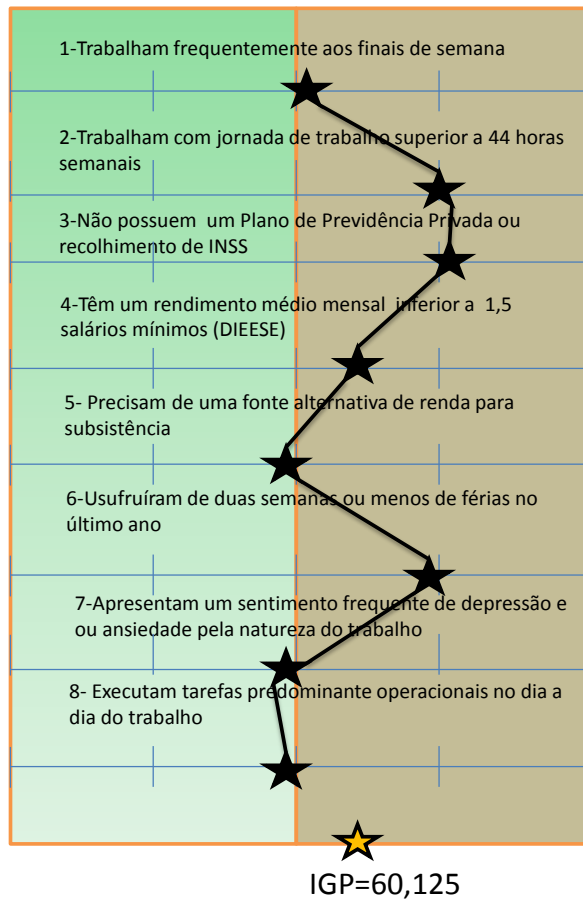 1-Trabalham frequentemente aos finais de semana
2-Trabalham com jornada de trabalho superior a 44 horas
semanais
3-Não possuem um Plano de Previdência Privada ou
recolhimento de INSS
4-Têm um rendimento médio mensal inferior a 1,5
salários mínimos (DIEESE)
5- Precisam de uma fonte alternativa de renda para
subsistência
6-Usufruíram de duas semanas ou menos de férias no
último ano
7-Apresentam um sentimento frequente de depressão e
ou ansiedade pela natureza do trabalho
8- Executam tarefas predominante operacionais no dia a
dia do trabalho
IGP=60,125